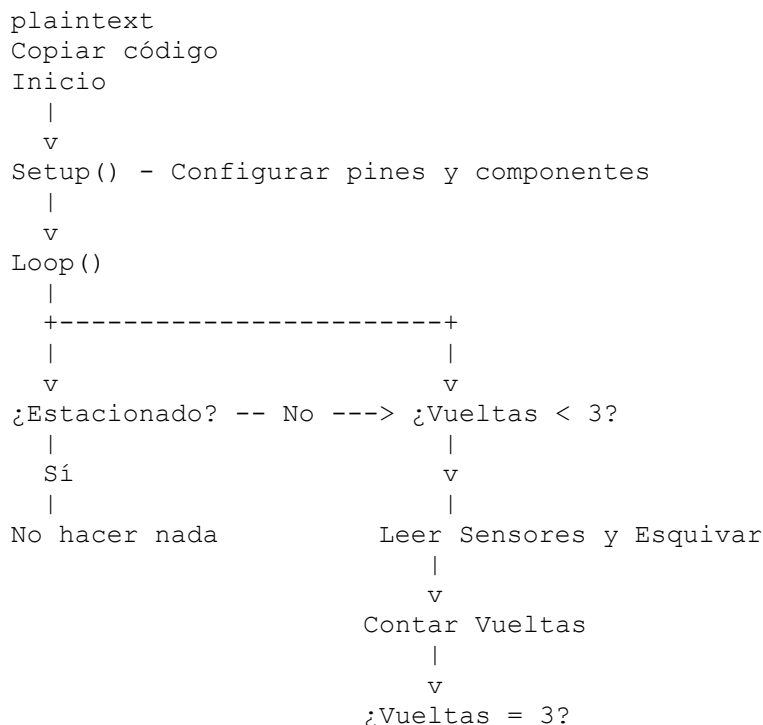 plaintext
Copiar código
Inicio
  |
  v
Setup() - Configurar pines y componentes
  |
  v
Loop()
  |
  +------------------------+
  |                        |
  v                        v
¿Estacionado? -- No ---> ¿Vueltas < 3?
  |                        |
  Sí                       v
  |                        |
No hacer nada          Leer Sensores y Esquivar
                          |
                          v
                      Contar Vueltas
                           |
                          v
                      ¿Vueltas = 3?